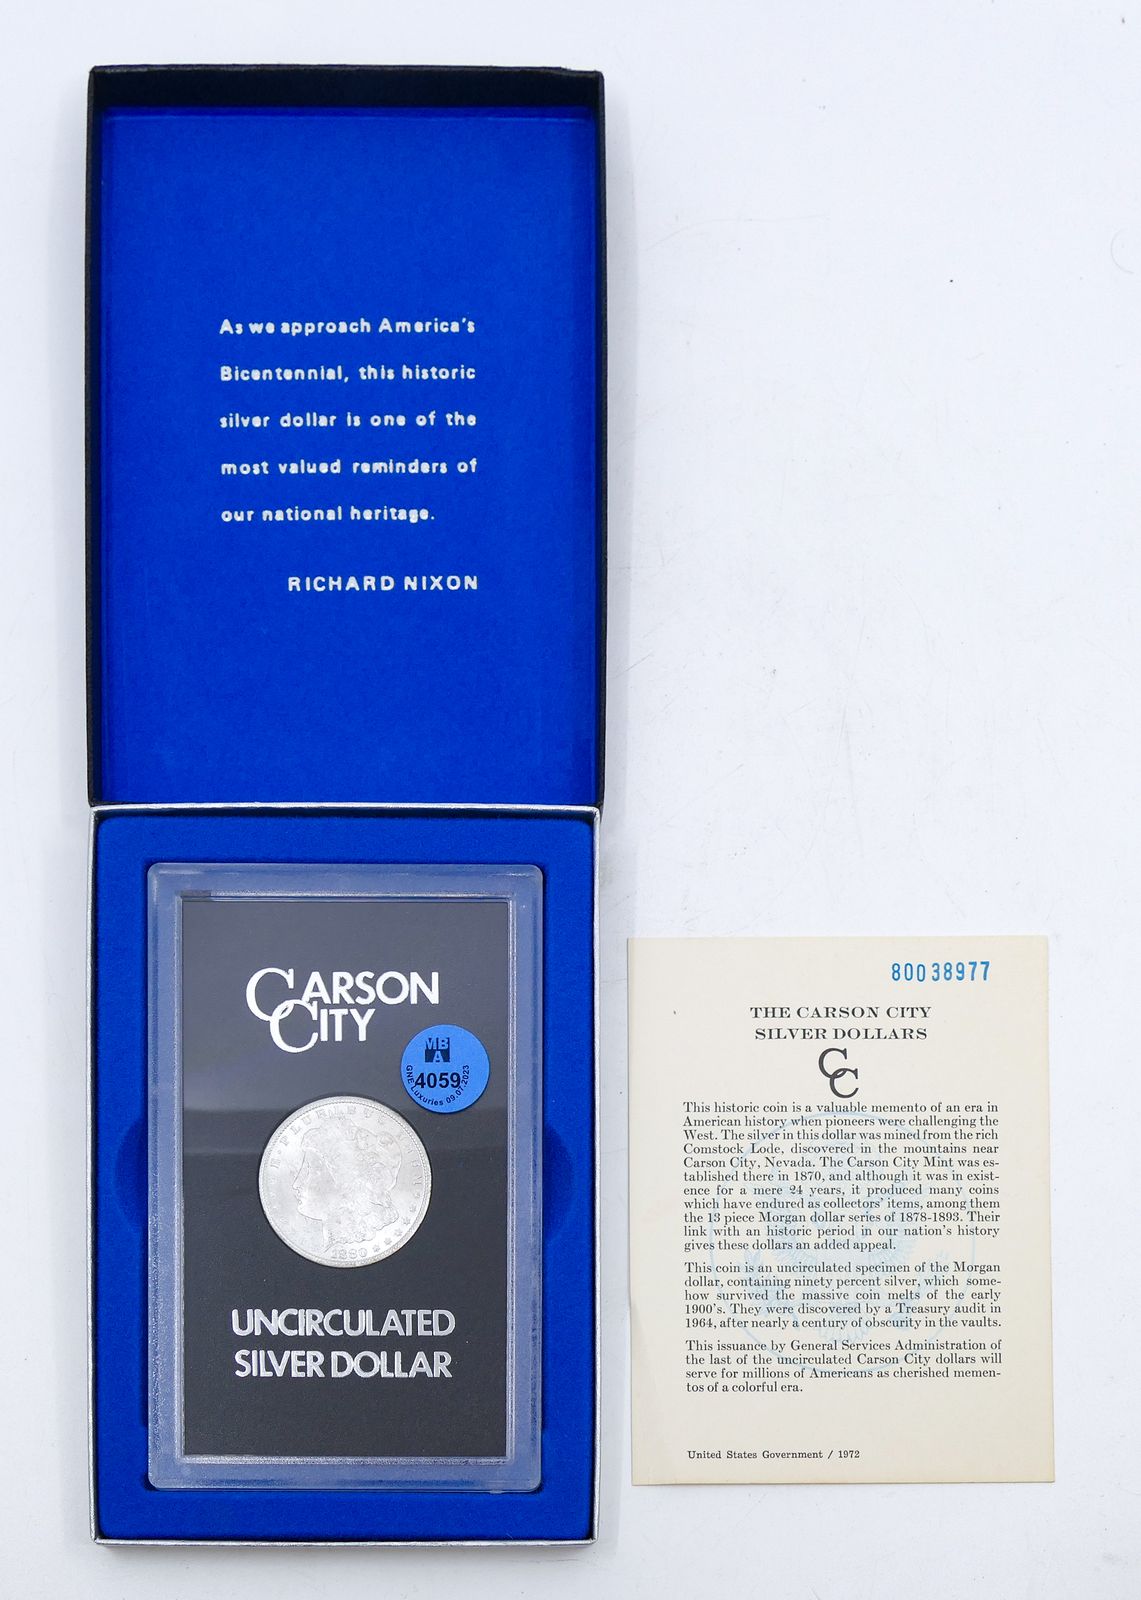 As we approach America's
Bicentennial, this historic
silver dollar is one of the
most valued reminders of
our national heritage.
RICHARD NIXON
CARSON
CITY
MB
A
4059
GNE Luxuries 09.07.2023
PLURIBUS
1880
UNCIRCULATED
SILVER DOLLAR
80038977
THE CARSON CITY
SILVER DOLLARS
CC
This historic coin is a valuable memento of an era in
American history when pioneers were challenging the
West. The silver in this dollar was mined from the rich
Comstock Lode, discovered in the mountains near
Carson City, Nevada. The Carson City Mint was es-
tablished there in 1870, and although it was in exist-
ence for a mere 24 years, it produced many coins
which have endured as collectors' items, among them
the 13 piece Morgan dollar series of 1878-1893. Their
link with an historic period in our nation's history
gives these dollars an added appeal.
This coin is an uncirculated specimen of the Morgan
dollar, containing ninety percent silver, which some-
how survived the massive coin melts of the early
1900's. They were discovered by a Treasury audit in
1964, after nearly a century of obscurity in the vaults.
This issuance by General Services Administration of
the last of the uncirculated Carson City dollars will
serve for millions of Americans as cherished memen-
tos of a colorful era.
United States Government / 1972